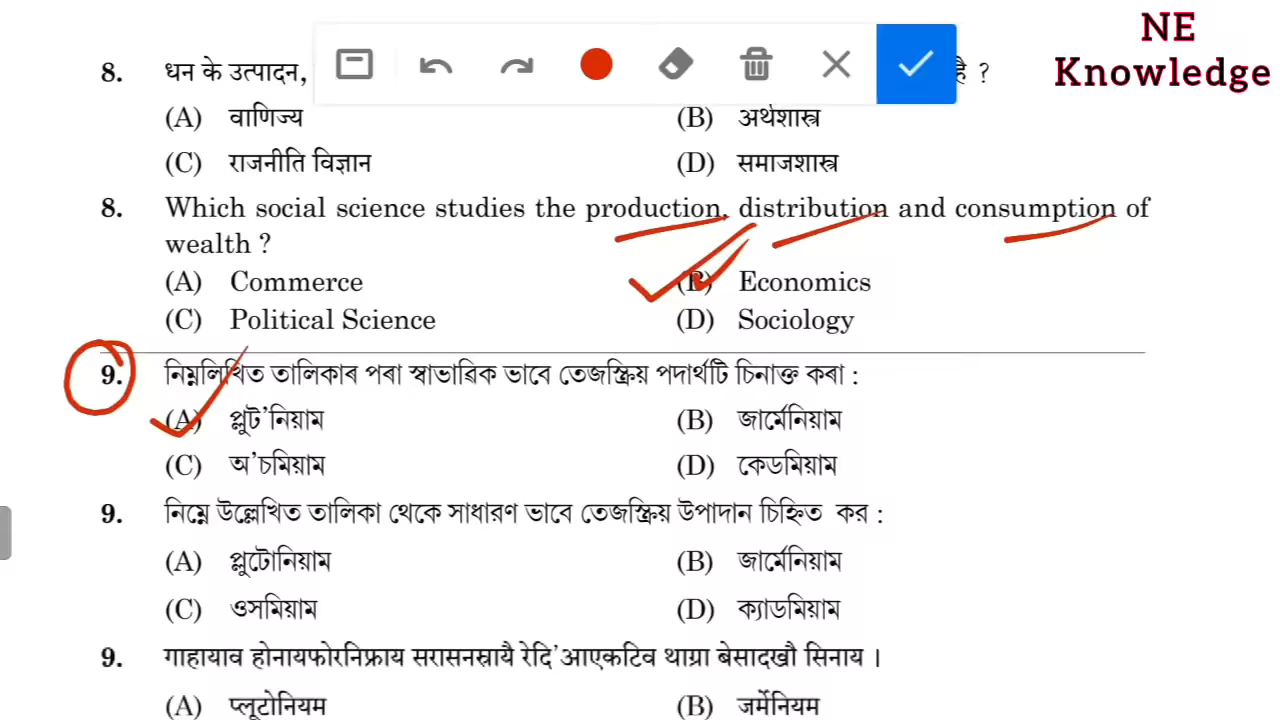 NE
Knowledge
8. धन के उत्पादन, है ?
(A) वाणिज्य (B) अर्थशास्त्र
(C) राजनीति विज्ञान (D) समाजशास्त्र
8. Which social science studies the production, distribution and consumption of
wealth ?
(A) Commerce (B) Economics
(C) Political Science (D) Sociology
9. নিম্নলিখিত তালিকাৰ পৰা স্বাভাৱিক ভাবে তেজস্ক্রিয় পদাৰ্থটি চিনাক্ত কৰা :
(A) প্লুট’নিয়াম (B) জাৰ্মেনিয়াম
(C) অ’চমিয়াম (D) কেডমিয়াম
9. নিম্নে উল্লেখিত তালিকা থেকে সাধারণ ভাবে তেজস্ক্রিয় উপাদান চিহ্নিত কর :
(A) প্লুটোনিয়াম (B) জার্মেনিয়াম
(C) ওসমিয়াম (D) ক্যাডমিয়াম
9. गाहायाव होनायफोरनिफ्राय सरासनस्रायै रेदि’आएकटिव थाग्रा बेसादखौ सिनाय ।
(A) प्लूटोनियम (B) जर्मेनियम